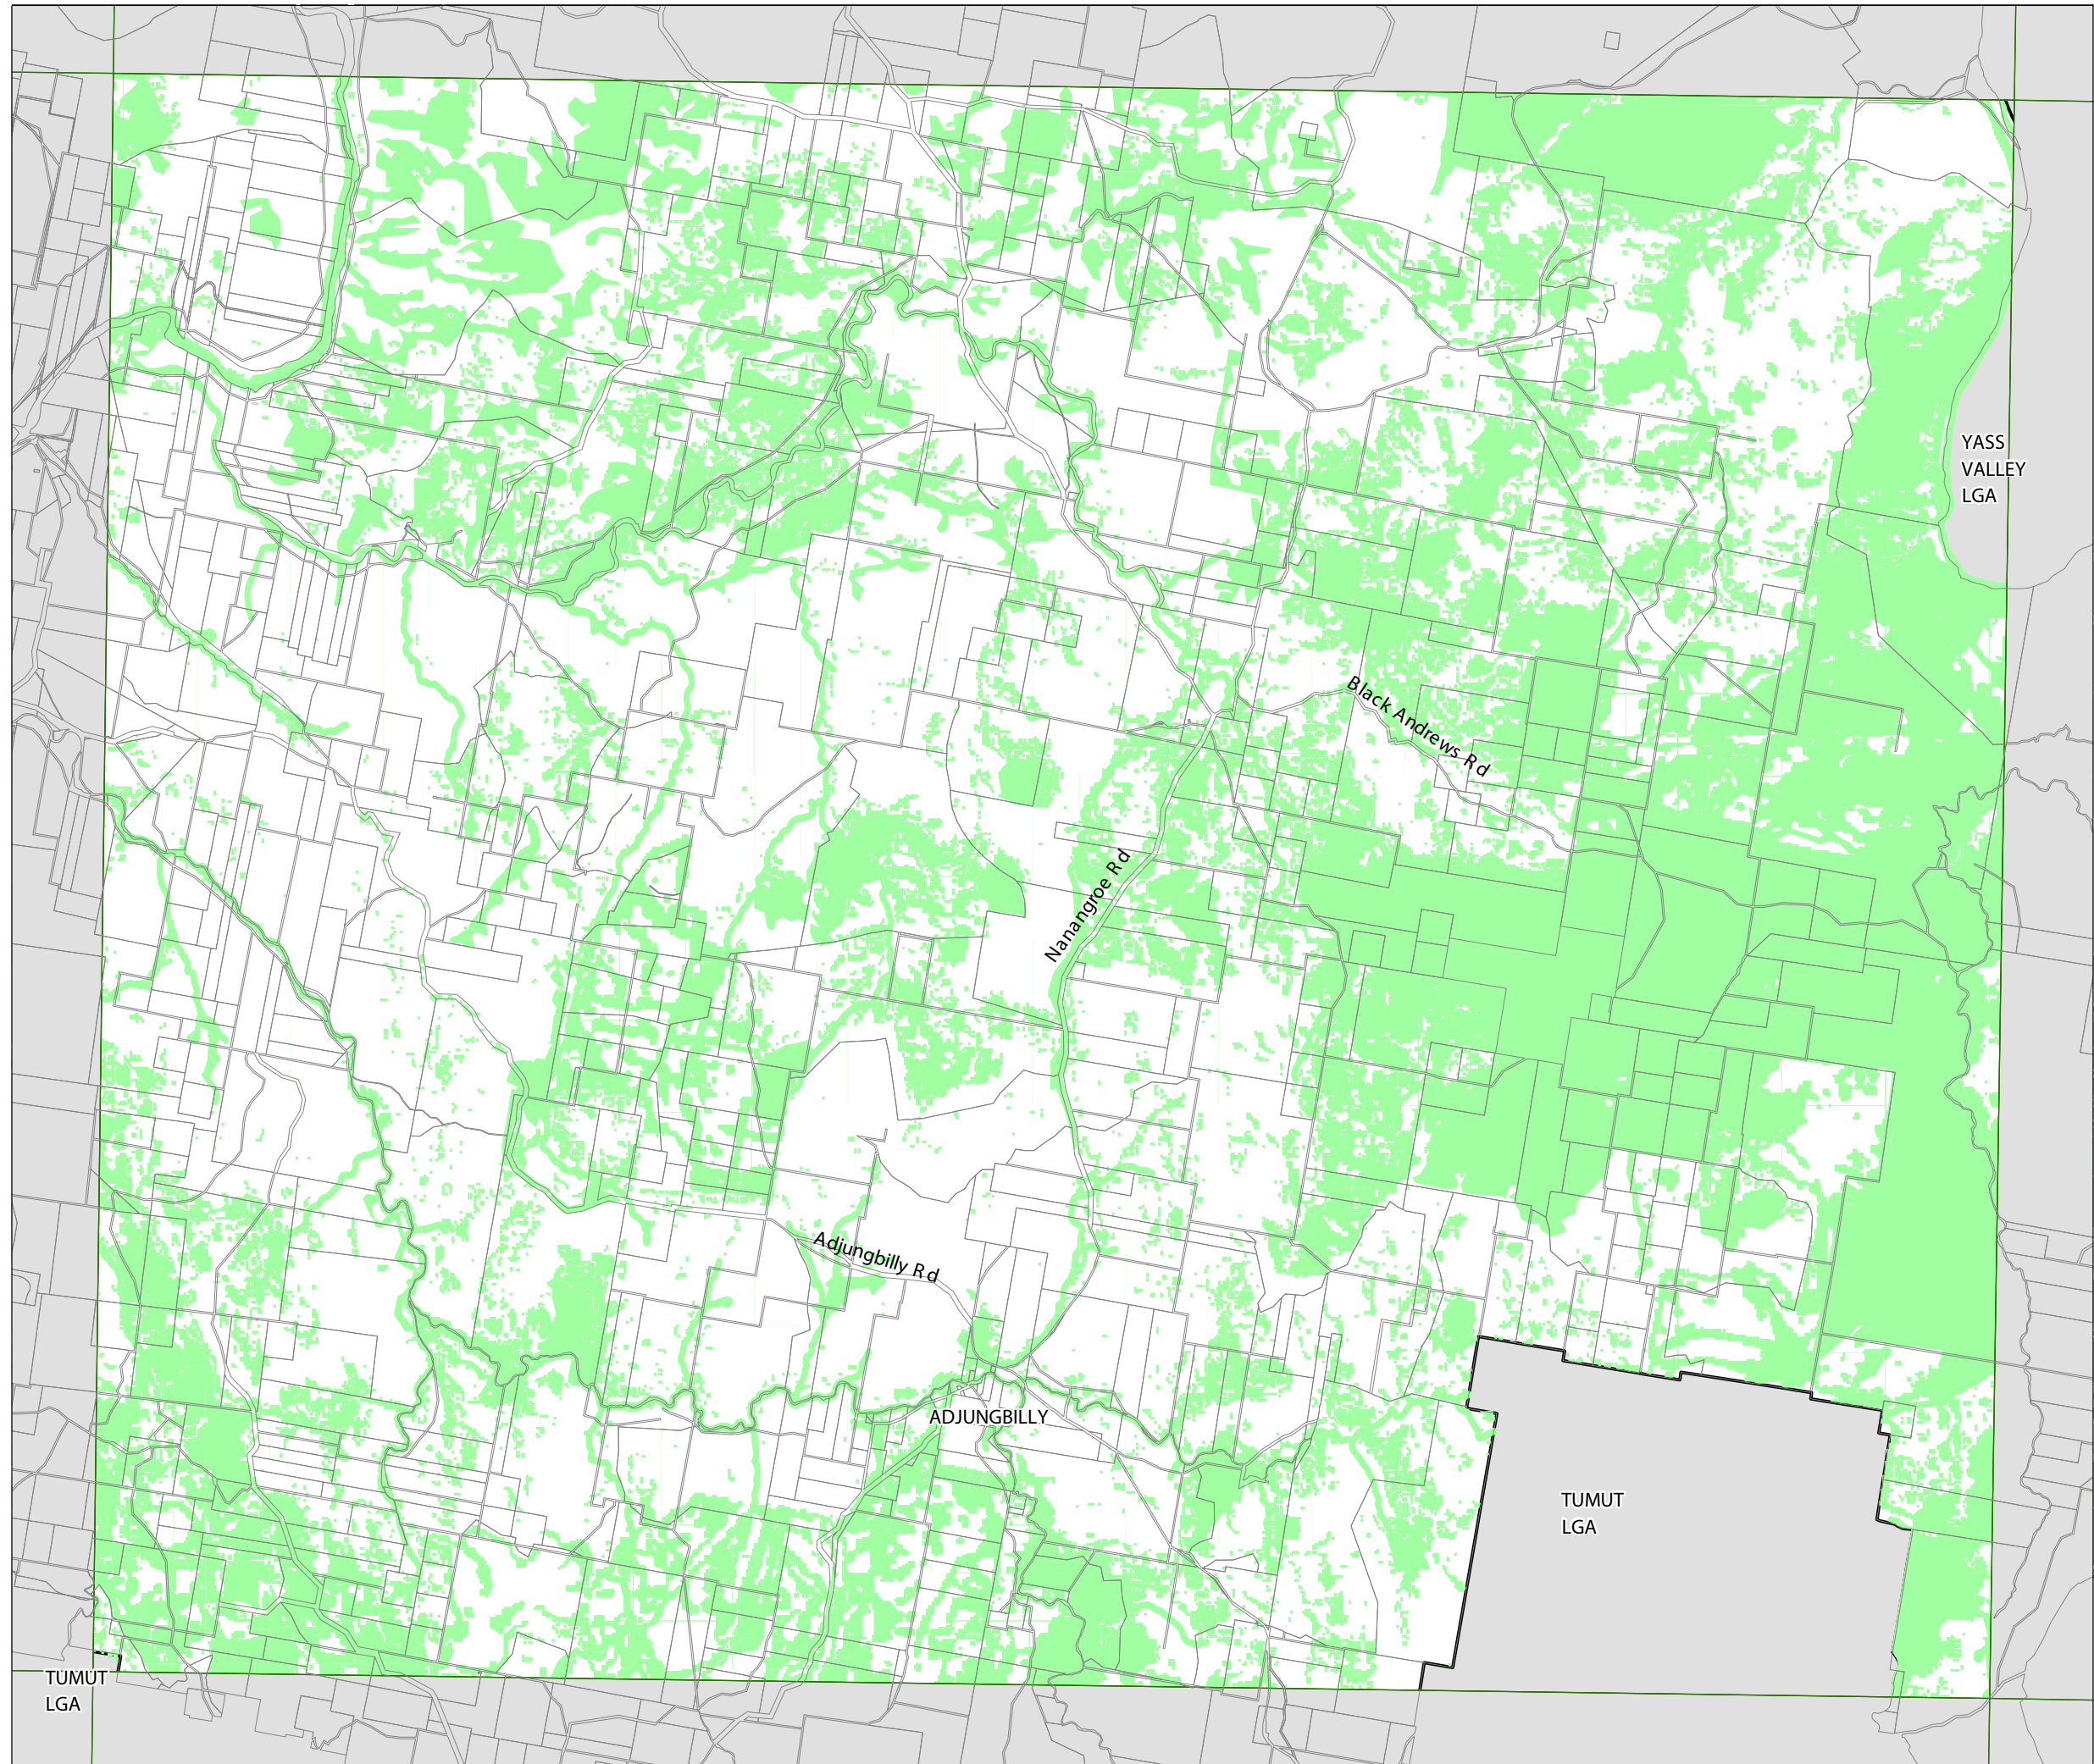 YASS
VALLEY
LGA
Black Andrews Rd
Nanangroe Rd
Adjungbilly Rd
ADJUNGBILLY
TUMUT
LGA
TUMUT
LGA